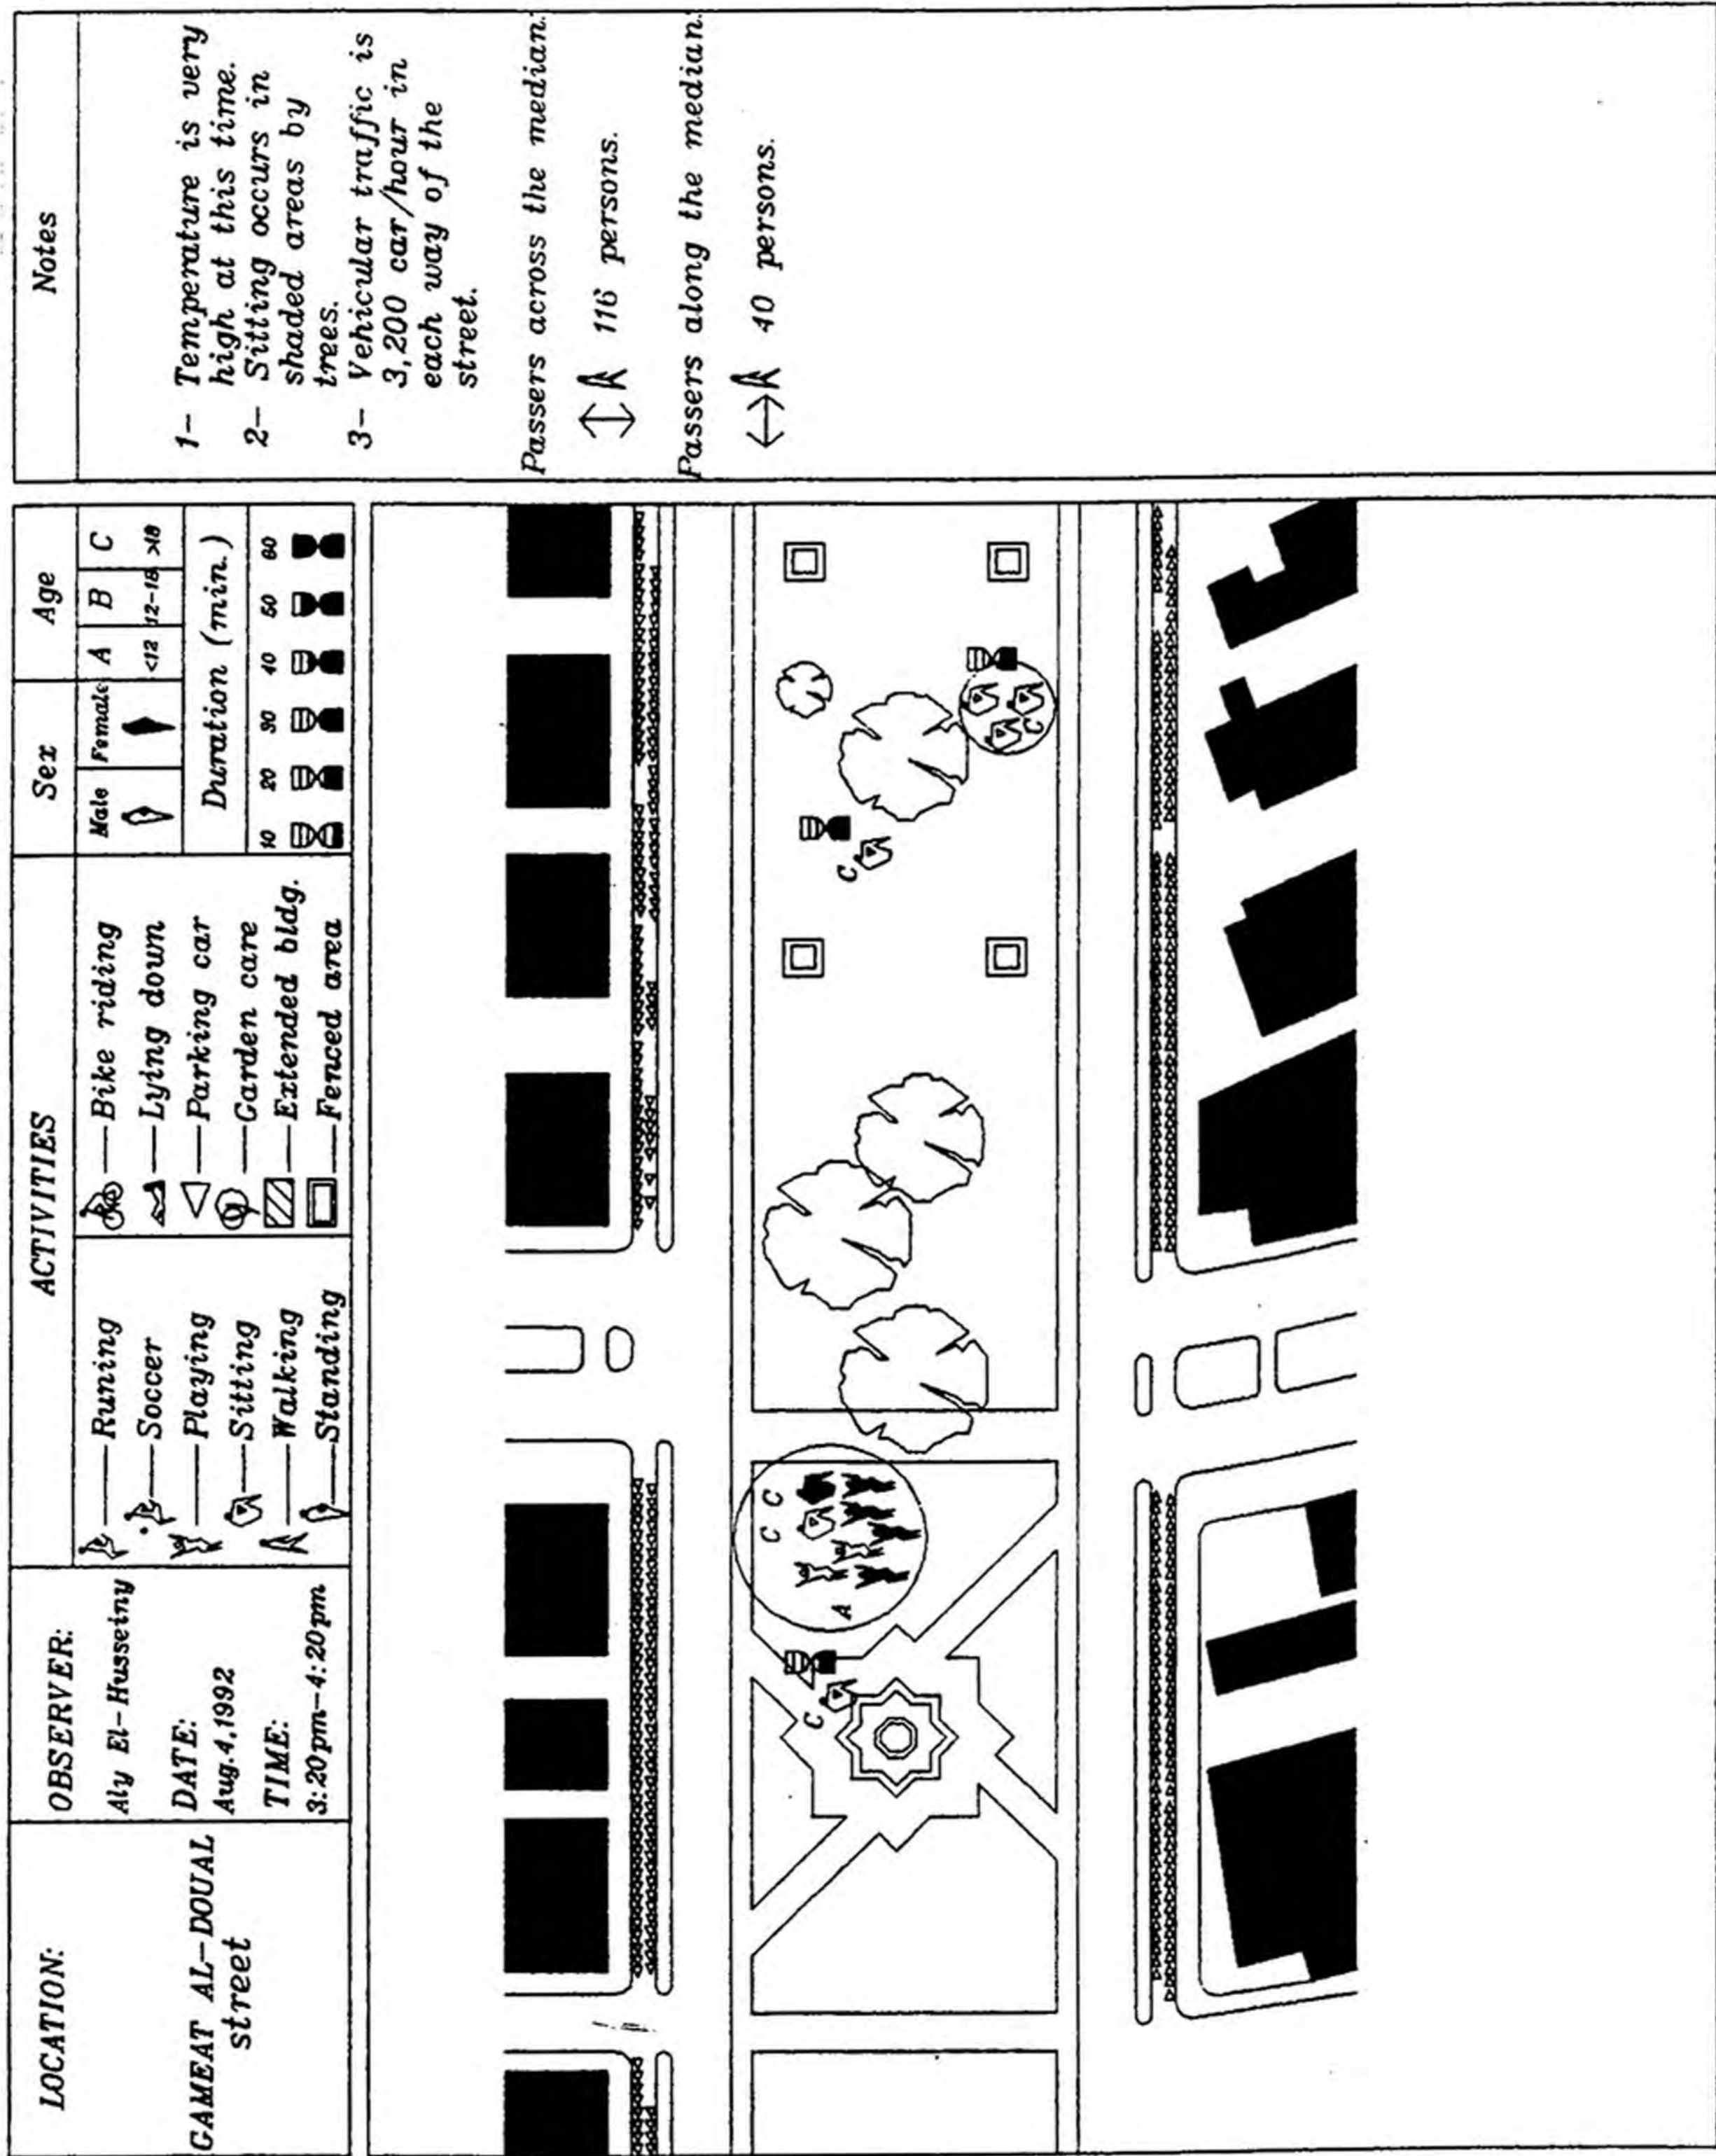 LOCATION:
GAMEAT AL-DOUAL
street
OBSERVER:
Aly El-Husseiny
DATE:
Aug.4,1992
TIME:
3:20pm-4:20pm
ACTIVITIES
Runing
Soccer
Playing
Sitting
Walking
Standing
Bike riding
Lying down
Parking car
Garden care
Extended bldg.
Fenced area
Sex
Male Female
Age
A B C
<12 12-18 >18
Duration (min.)
10 20 30 40 50 60
Notes
1- Temperature is very
high at this time.
2- Sitting occurs in
shaded areas by
trees.
3- Vehicular traffic is
3,200 car/hour in
each way of the
street.
Passers across the median.
116 persons.
Passers along the median.
40 persons.
C C
A
C
C
C